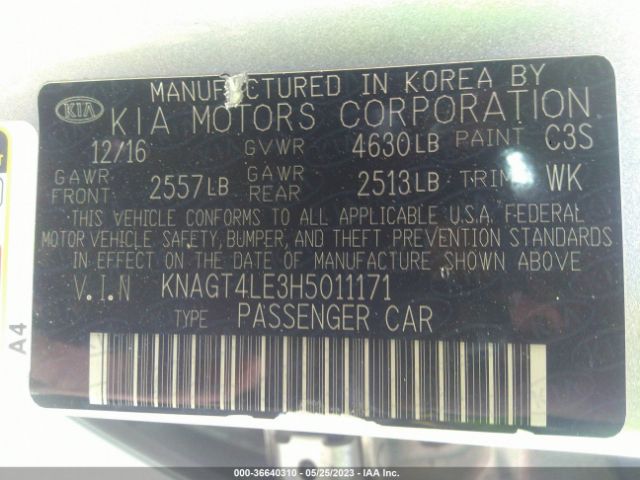 MANUFACTURED IN KOREA BY
KIA KIA MOTORS CORPORATION
12/16 GVWR 4630LB PAINT C3S
GAWR FRONT 2557LB GAWR REAR 2513LB TRIM WK
THIS VEHICLE CONFORMS TO ALL APPLICABLE U.S.A. FEDERAL
MOTOR VEHICLE SAFETY, BUMPER, AND THEFT PREVENTION STANDARDS
IN EFFECT ON THE DATE OF MANUFACTURE SHOWN ABOVE
V.I.N KNAGT4LE3H5011171
TYPE PASSENGER CAR
A4
000-36640310 - 05/25/2023 - IAA Inc.